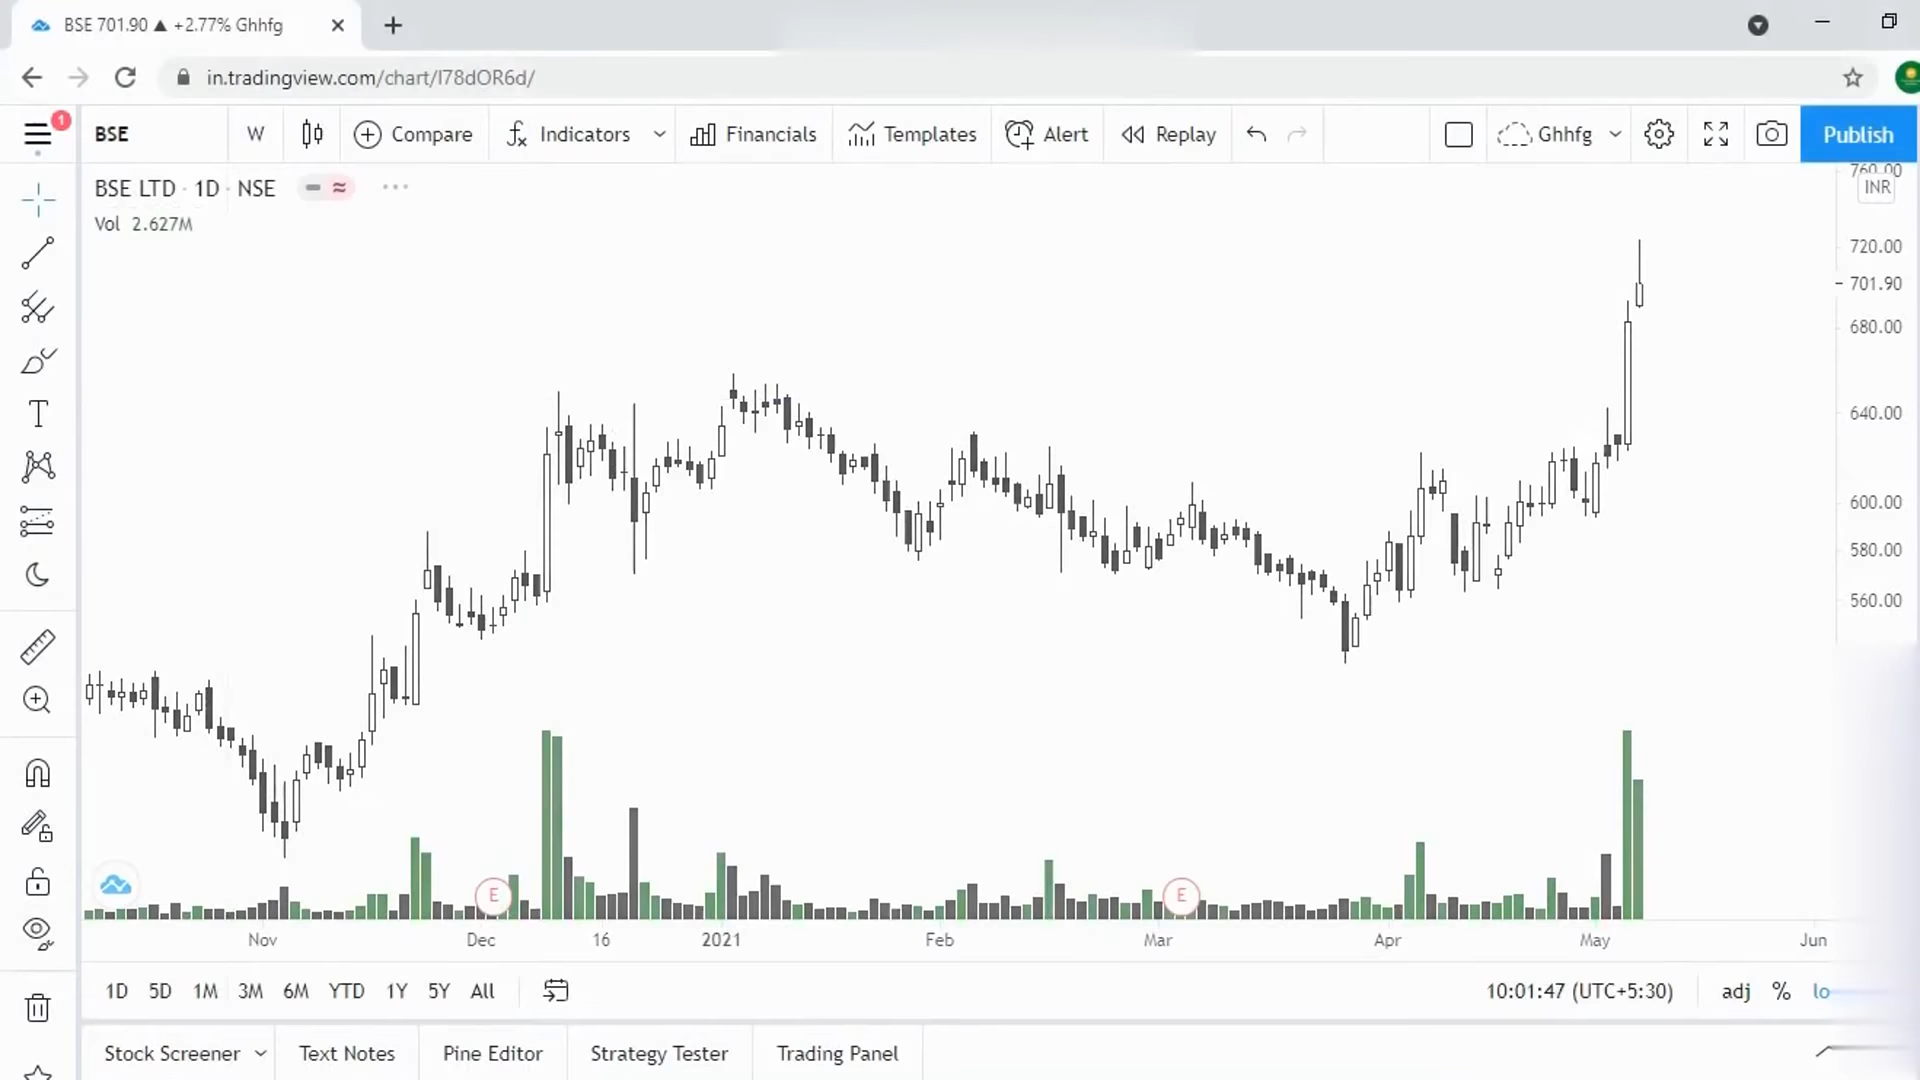 BSE 701.90 ▲ +2.77% Ghhfg
in.tradingview.com/chart/I78dOR6d/
1
BSE W Compare Indicators Financials Templates Alert Replay Ghhfg Publish
BSE LTD · 1D · NSE
Vol 2.627M
760.00
INR
720.00
701.90
680.00
640.00
600.00
580.00
560.00
E E
Nov Dec 16 2021 Feb Mar Apr May Jun
1D 5D 1M 3M 6M YTD 1Y 5Y All 10:01:47 (UTC+5:30) adj % lo
Stock Screener Text Notes Pine Editor Strategy Tester Trading Panel